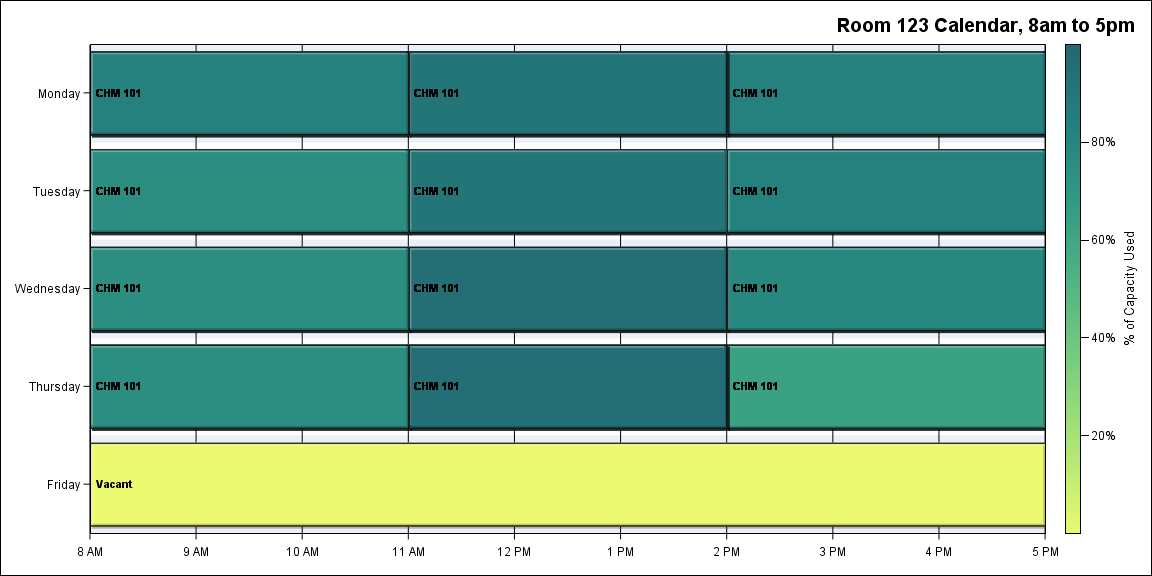 Room 123 Calendar, 8am to 5pm
Monday
CHM 101
CHM 101
CHM 101
80%
Tuesday
CHM 101
CHM 101
CHM 101
60%
% of Capacity Used
Wednesday
CHM 101
CHM 101
CHM 101
40%
Thursday
CHM 101
CHM 101
CHM 101
20%
Friday
Vacant
8 AM
9 AM
10 AM
11 AM
12 PM
1 PM
2 PM
3 PM
4 PM
5 PM